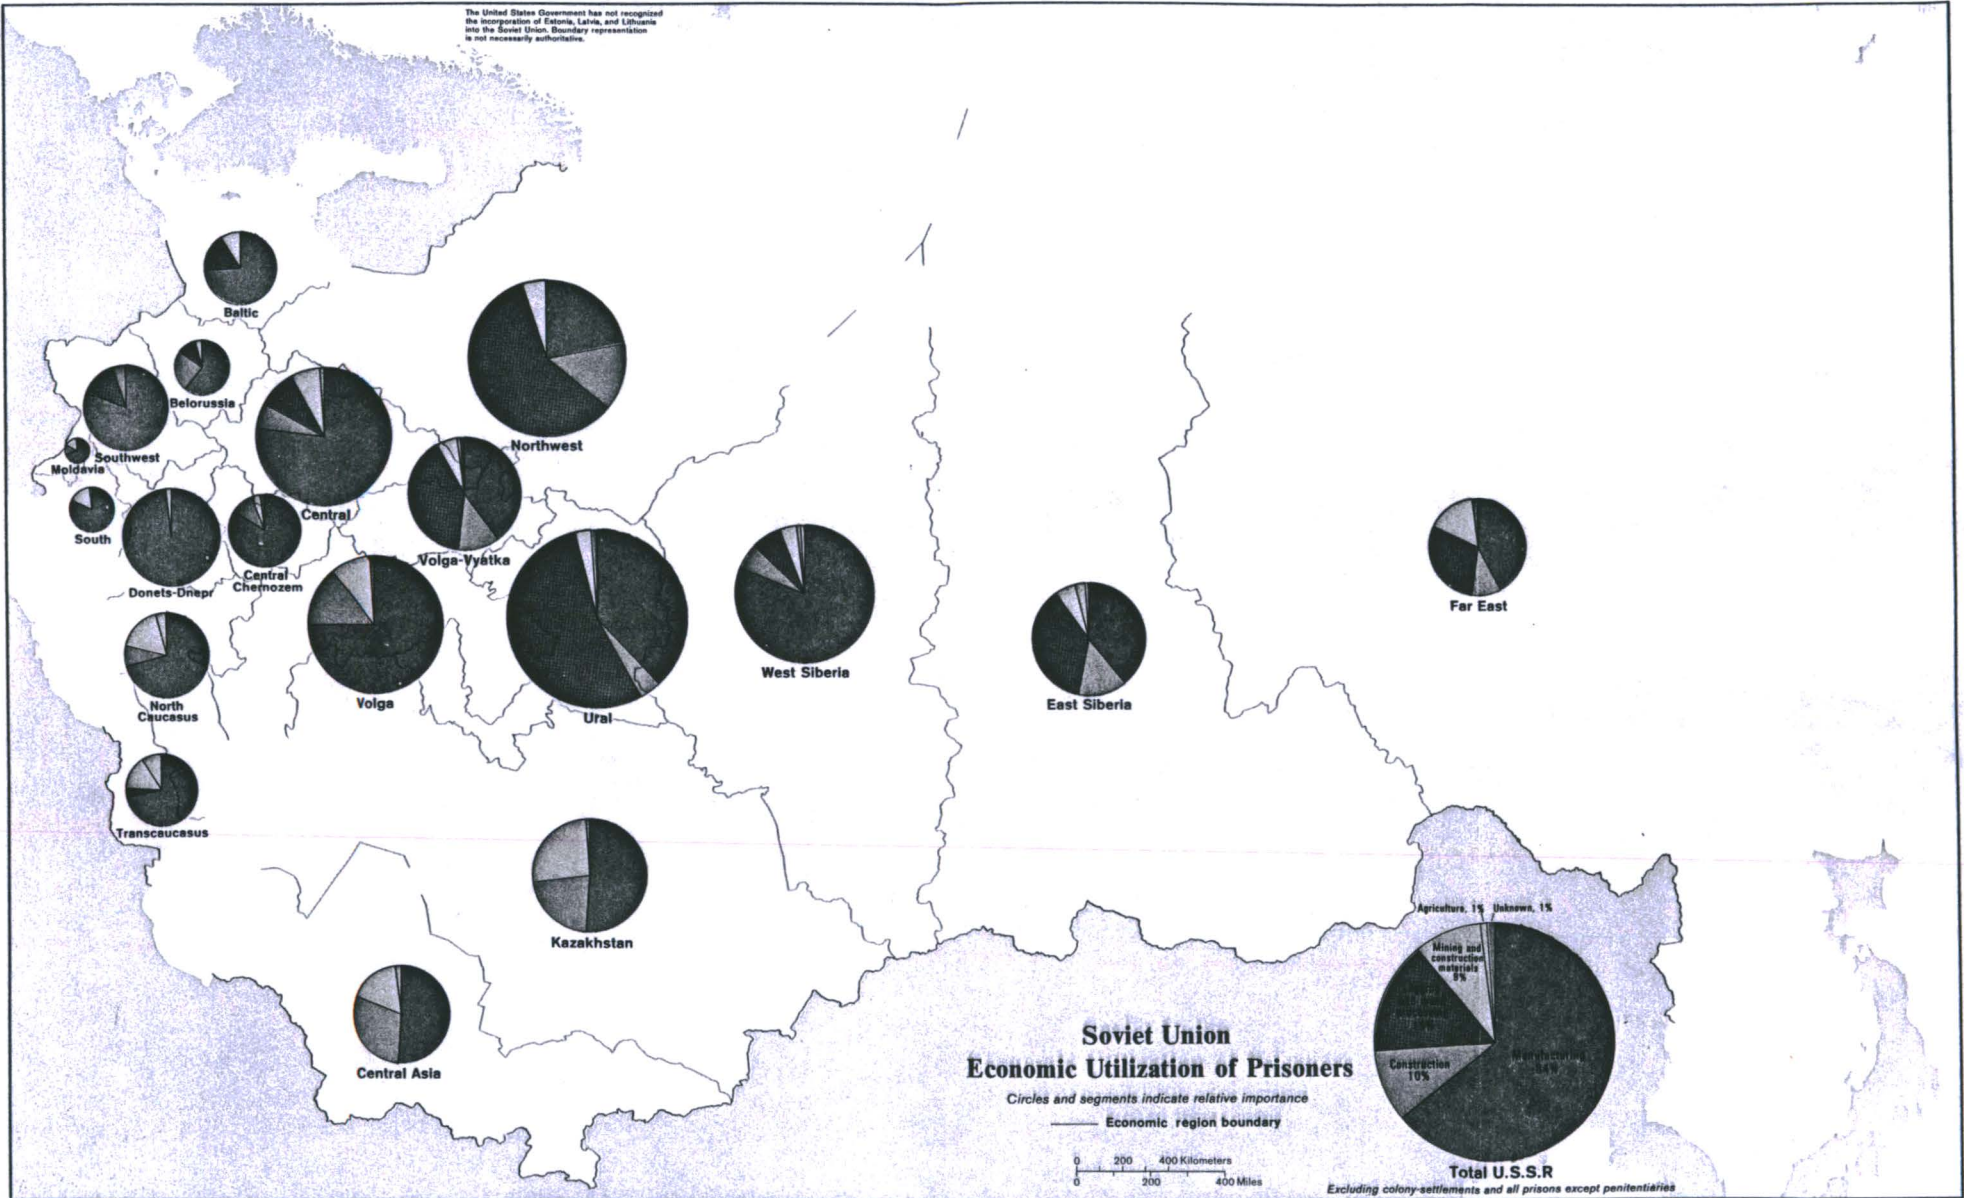 The United States Government has not recognized
the incorporation of Estonia, Latvia, and Lithuania
into the Soviet Union. Boundary representation
is not necessarily authoritative.
Baltic
Belorussia
Northwest
Southwest
Moldavia
Central
South
Volga-Vyatka
Donets-Dnepr
Central
Chernozem
Far East
West Siberia
East Siberia
North
Caucasus
Volga
Ural
Transcaucasus
Kazakhstan
Central Asia
Agriculture, 1%
Unknown, 1%
Mining and
construction
materials
9%
Construction
10%
Manufacturing
64%
Total U.S.S.R
Excluding colony-settlements and all prisons except penitentiaries
Soviet Union
Economic Utilization of Prisoners
Circles and segments indicate relative importance
Economic region boundary
0 200 400 Kilometers
0 200 400 Miles